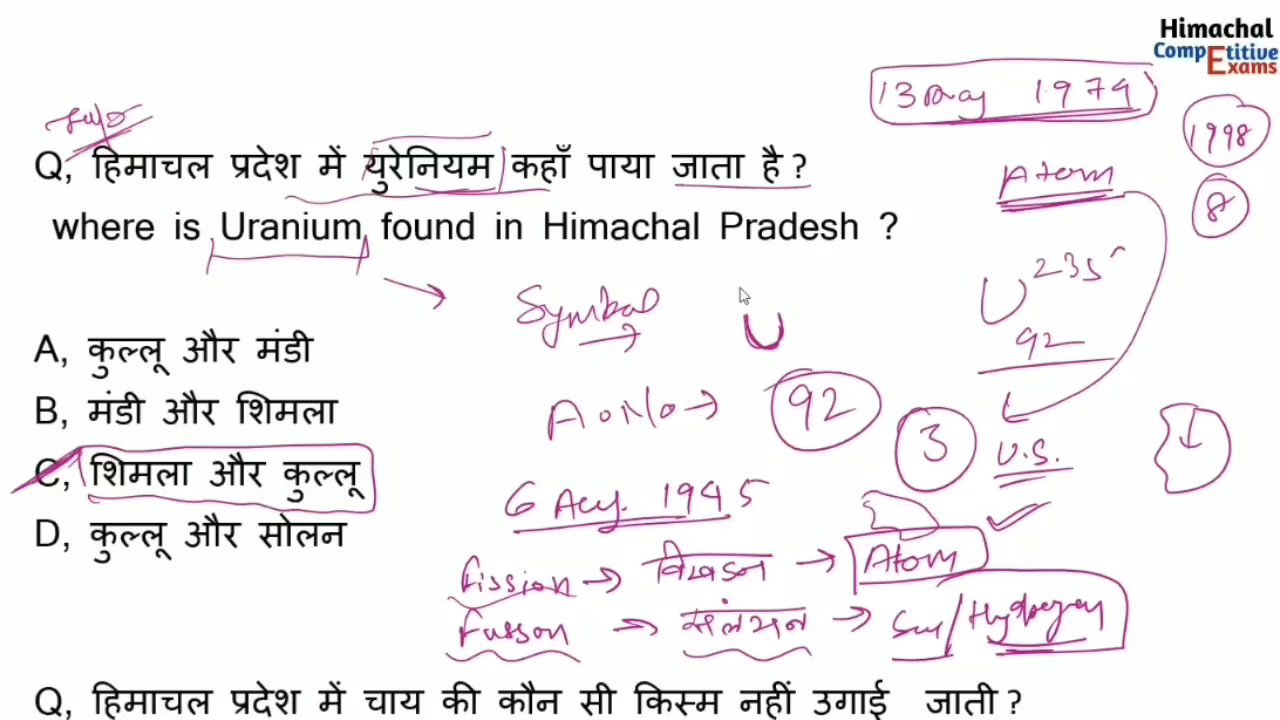 Himachal
Competitive
Exams
13 May 1974
1998
8
Q, हिमाचल प्रदेश में युरेनियम कहाँ पाया जाता है ?
where is Uranium found in Himachal Pradesh ?
Atom
U 235
92
Symbol → U
A, कुल्लू और मंडी
B, मंडी और शिमला
A. No → 92
3
U.S.
C, शिमला और कुल्लू
6 Aug. 1945
D, कुल्लू और सोलन
Fission → विखंडन → Atom
Fusson → संलयन → Sun / Hydrogen
Q, हिमाचल प्रदेश में चाय की कौन सी किस्म नहीं उगाई जाती ?